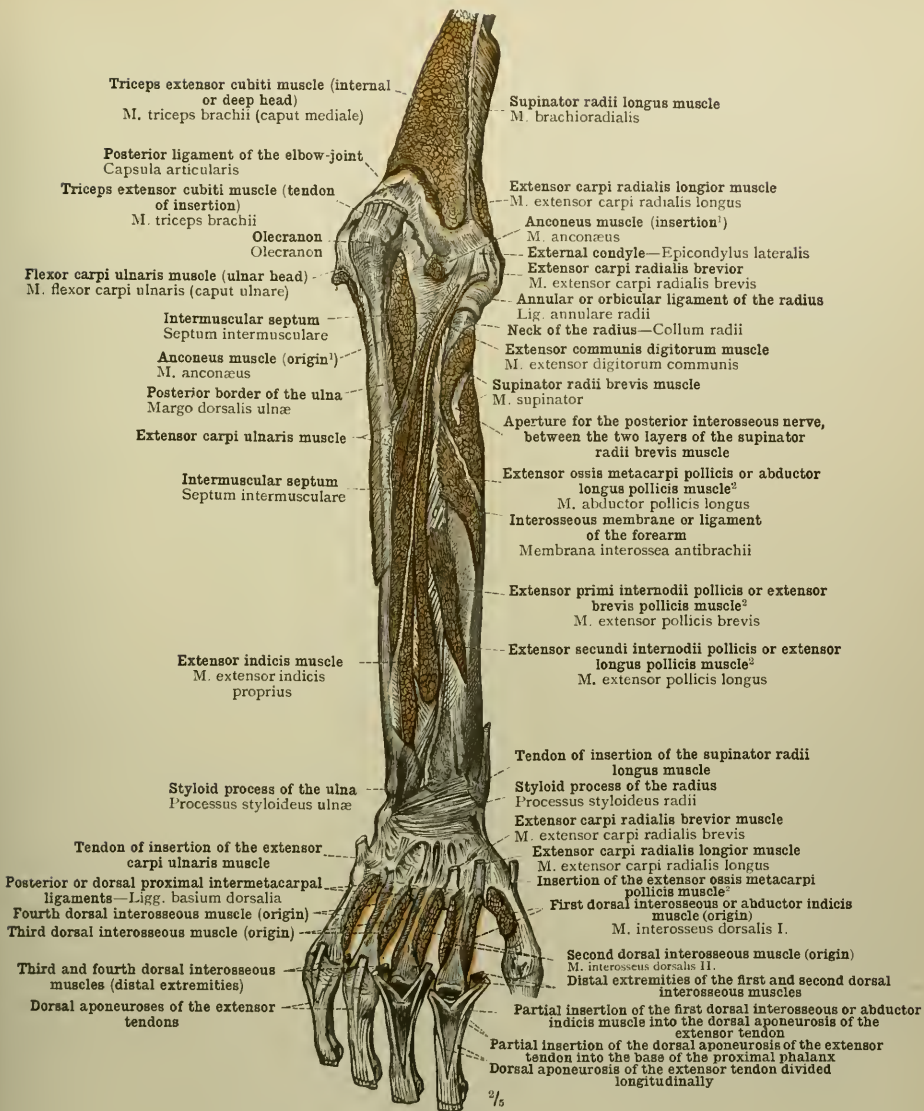 Triceps extensor cubiti muscle (internal
or deep head)
M. triceps brachii (caput mediale)
Posterior ligament of the elbow-joint
Capsula articularis
Triceps extensor cubiti muscle (tendon
of insertion)
M. triceps brachii
Olecranon
Olecranon
Flexor carpi ulnaris muscle (ulnar head)
M. flexor carpi ulnaris (caput ulnare)
Intermuscular septum
Septum intermusculare
Anconeus muscle (origin¹)
M. anconæus
Posterior border of the ulna
Margo dorsalis ulnæ
Extensor carpi ulnaris muscle
Intermuscular septum
Septum intermusculare
Extensor indicis muscle
M. extensor indicis
proprius
Styloid process of the ulna
Processus styloideus ulnæ
Tendon of insertion of the extensor
carpi ulnaris muscle
Posterior or dorsal proximal intermetacarpal
ligaments—Ligg. basium dorsalia
Fourth dorsal interosseous muscle (origin)
Third dorsal interosseous muscle (origin)
Third and fourth dorsal interosseous
muscles (distal extremities)
Dorsal aponeuroses of the extensor
tendons
Supinator radii longus muscle
M. brachioradialis
Extensor carpi radialis longior muscle
M. extensor carpi radialis longus
Anconeus muscle (insertion¹)
M. anconæus
External condyle—Epicondylus lateralis
Extensor carpi radialis brevior
M. extensor carpi radialis brevis
Annular or orbicular ligament of the radius
Lig. annulare radii
Neck of the radius—Collum radii
Extensor communis digitorum muscle
M. extensor digitorum communis
Supinator radii brevis muscle
M. supinator
Aperture for the posterior interosseous nerve,
between the two layers of the supinator
radii brevis muscle
Extensor ossis metacarpi pollicis or abductor
longus pollicis muscle²
M. abductor pollicis longus
Interosseous membrane or ligament
of the forearm
Membrana interossea antibrachii
Extensor primi internodii pollicis or extensor
brevis pollicis muscle²
M. extensor pollicis brevis
Extensor secundi internodii pollicis or extensor
longus pollicis muscle²
M. extensor pollicis longus
Tendon of insertion of the supinator radii
longus muscle
Styloid process of the radius
Processus styloideus radii
Extensor carpi radialis brevior muscle
M. extensor carpi radialis brevis
Extensor carpi radialis longior muscle
M. extensor carpi radialis longus
Insertion of the extensor ossis metacarpi
pollicis muscle²
First dorsal interosseous or abductor indicis
muscle (origin)
M. interosseus dorsalis I.
Second dorsal interosseous muscle (origin)
M. interosseus dorsalis II.
Distal extremities of the first and second dorsal
interosseous muscles
Partial insertion of the first dorsal interosseous or abductor
indicis muscle into the dorsal aponeurosis of the
extensor tendon
Partial insertion of the dorsal aponeurosis of the extensor
tendon into the base of the proximal phalanx
Dorsal aponeurosis of the extensor tendon divided
longitudinally
2/5